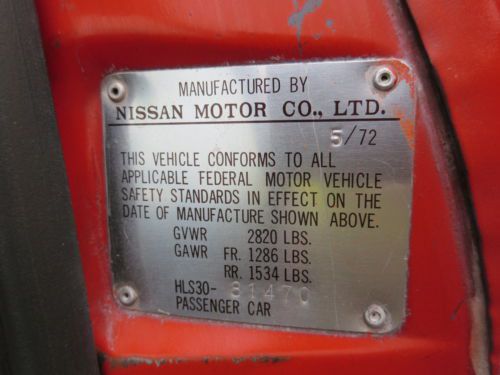 MANUFACTURED BY
NISSAN MOTOR CO., LTD.
5/72
THIS VEHICLE CONFORMS TO ALL
APPLICABLE FEDERAL MOTOR VEHICLE
SAFETY STANDARDS IN EFFECT ON THE
DATE OF MANUFACTURE SHOWN ABOVE.
GVWR 2820 LBS.
GAWR FR. 1286 LBS.
RR. 1534 LBS.
HLS30- 81470
PASSENGER CAR